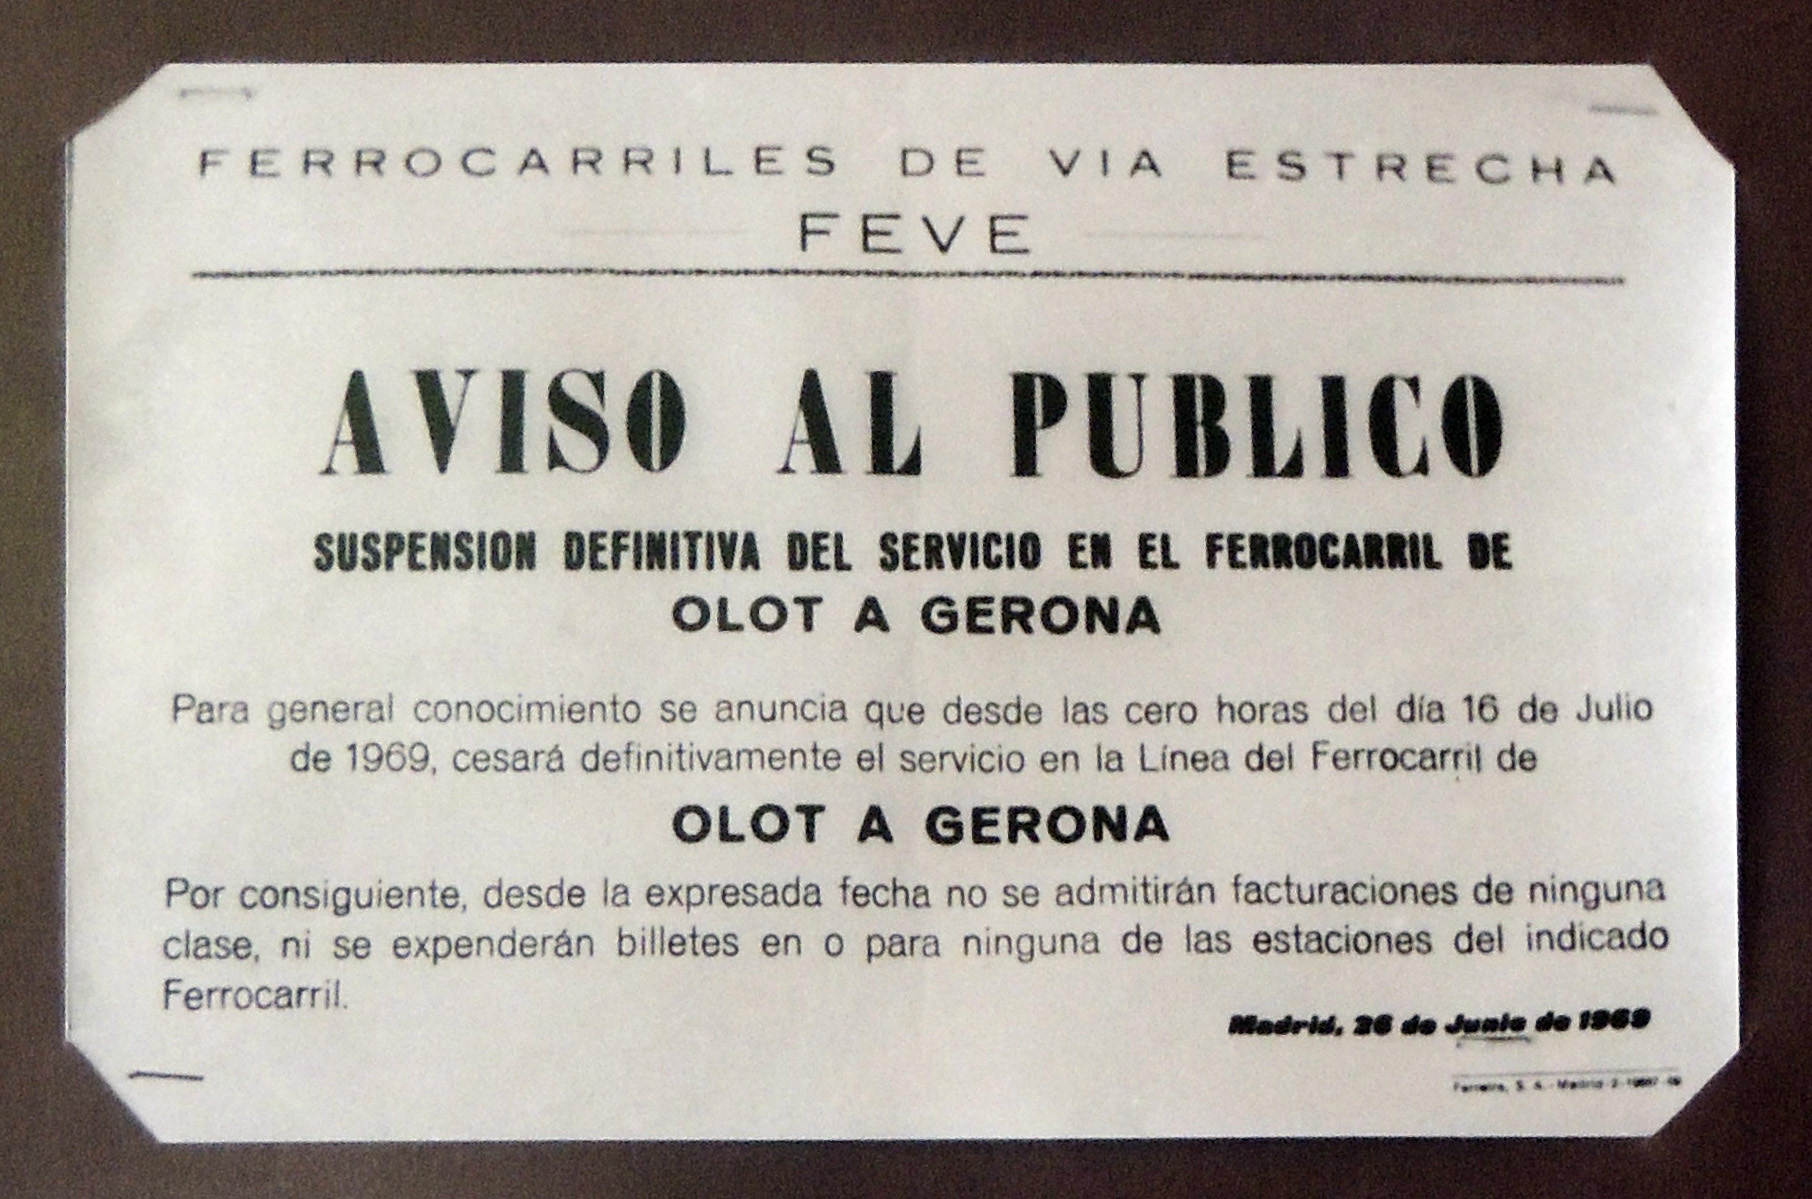 FERROCARRILES DE VIA ESTRECHA
FEVE
AVISO AL PUBLICO
SUSPENSION DEFINITIVA DEL SERVICIO EN EL FERROCARRIL DE
OLOT A GERONA
Para general conocimiento se anuncia que desde las cero horas del día 16 de Julio
de 1969, cesará definitivamente el servicio en la Línea del Ferrocarril de
OLOT A GERONA
Por consiguiente, desde la expresada fecha no se admitirán facturaciones de ninguna
clase, ni se expenderán billetes en o para ninguna de las estaciones del indicado
Ferrocarril.
Madrid, 26 de Junio de 1969
S. A. - Madrid